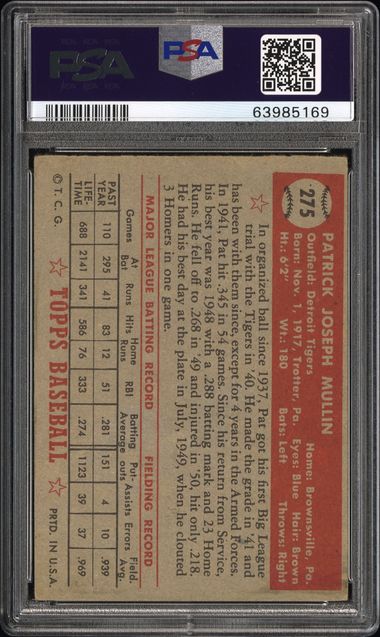 PSA
PSA
63985169
275
PATRICK JOSEPH MULLIN
Outfield: Detroit Tigers Home: Brownsville, Pa.
Born: Nov. 1, 1917, Trotter, Pa. Eyes: Blue Hair: Brown
Ht.: 6'2" Wt.: 180 Bats: Left Throws: Right
☆In organized ball since 1937, Pat got his first Big League
trial with the Tigers in '40. He made the grade in '41 and
has been with them since, except for 4 years in the Armed Forces.
In 1941, Pat hit .345 in 54 games. Since his return from Service,
his best year was 1948 with a .288 batting mark and 23 Home
Runs. He fell off to .268 in '49 and injured in '50, hit only .218.
He had his best day at the plate in July, 1949, when he clouted
3 Homers in one game.
MAJOR LEAGUE BATTING RECORD FIELDING RECORD
Games At Bat Runs Hits Home Runs RBI Batting Average Put-outs Assists Errors Field Avg.
PAST YEAR 110 295 41 83 12 51 .281 151 4 10 .939
LIFE-TIME 688 2141 341 586 76 333 .274 1123 39 37 .969
© T. C. G. ☆ TOPPS BASEBALL ☆ PRTD. IN U.S.A.